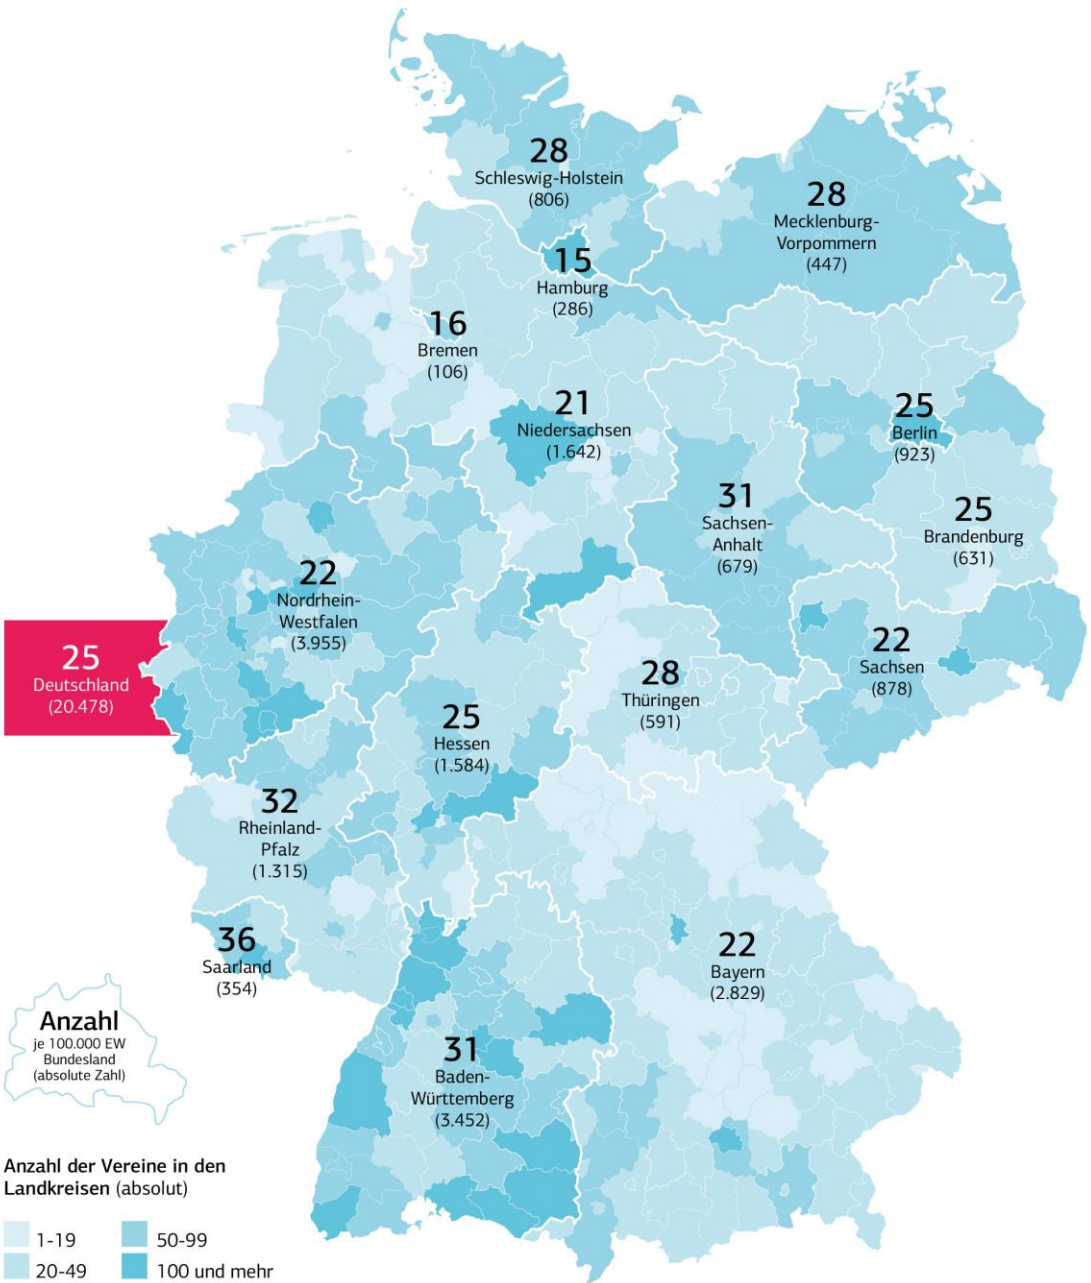 28
Schleswig-Holstein
(806)
28
Mecklenburg-
Vorpommern
(447)
15
Hamburg
(286)
16
Bremen
(106)
21
Niedersachsen
(1.642)
25
Berlin
(923)
31
Sachsen-
Anhalt
(679)
25
Brandenburg
(631)
22
Nordrhein-
Westfalen
(3.955)
25
Deutschland
(20.478)
22
Sachsen
(878)
28
Thüringen
(591)
25
Hessen
(1.584)
32
Rheinland-
Pfalz
(1.315)
36
Saarland
(354)
22
Bayern
(2.829)
31
Baden-
Württemberg
(3.452)
Anzahl
je 100.000 EW
Bundesland
(absolute Zahl)
Anzahl der Vereine in den
Landkreisen (absolut)
1-19
50-99
20-49
100 und mehr